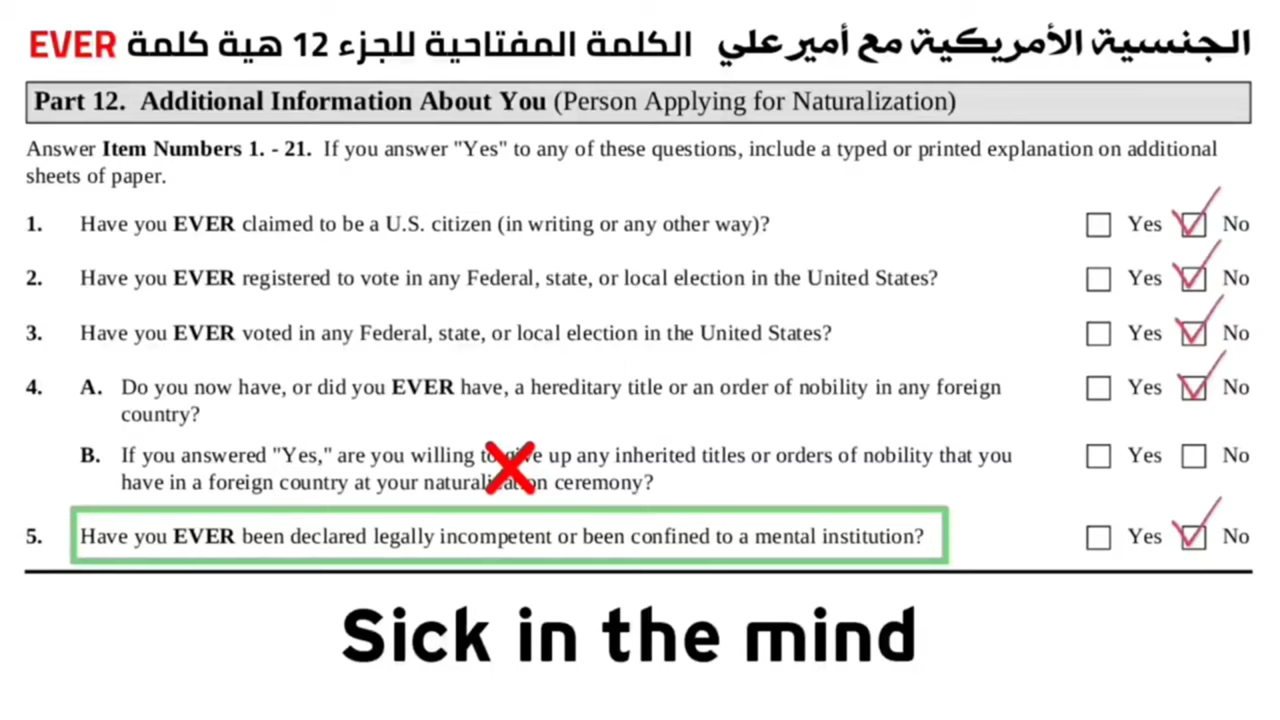 الجنسية الأمريكية مع أمير علي الكلمة المفتاحية للجزء 12 هية كلمة EVER
Part 12. Additional Information About You (Person Applying for Naturalization)
Answer Item Numbers 1. - 21. If you answer "Yes" to any of these questions, include a typed or printed explanation on additional
sheets of paper.
1. Have you EVER claimed to be a U.S. citizen (in writing or any other way)? Yes No
2. Have you EVER registered to vote in any Federal, state, or local election in the United States? Yes No
3. Have you EVER voted in any Federal, state, or local election in the United States? Yes No
4. A. Do you now have, or did you EVER have, a hereditary title or an order of nobility in any foreign Yes No
country?
B. If you answered "Yes," are you willing to give up any inherited titles or orders of nobility that you Yes No
have in a foreign country at your naturalization ceremony?
5. Have you EVER been declared legally incompetent or been confined to a mental institution? Yes No
Sick in the mind